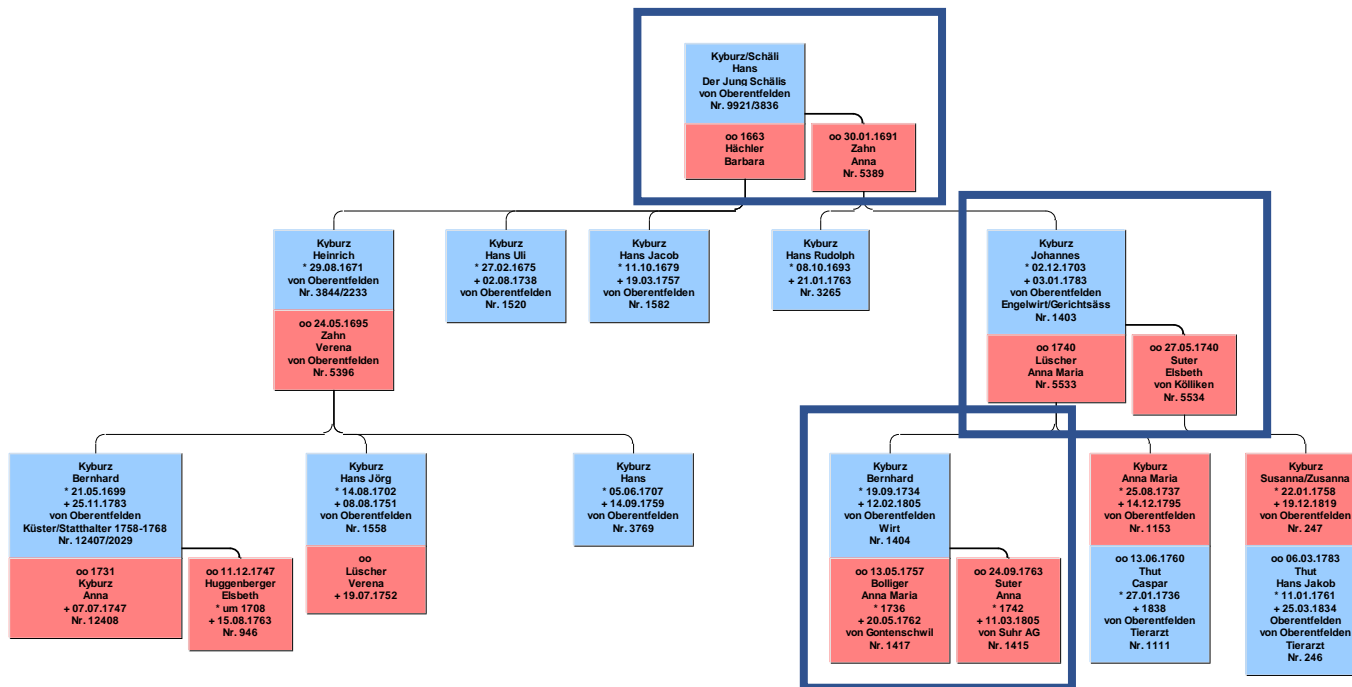 Kyburz/Schäli
Hans
Der Jung Schälis
von Oberentfelden
Nr. 9921/3836
oo 1663
Hächler
Barbara
oo 30.01.1691
Zahn
Anna
Nr. 5389
Kyburz
Heinrich
* 29.08.1671
von Oberentfelden
Nr. 3844/2233
oo 24.05.1695
Zahn
Verena
von Oberentfelden
Nr. 5396
Kyburz
Hans Uli
* 27.02.1675
+ 02.08.1738
von Oberentfelden
Nr. 1520
Kyburz
Hans Jacob
* 11.10.1679
+ 19.03.1757
von Oberentfelden
Nr. 1582
Kyburz
Hans Rudolph
* 08.10.1693
+ 21.01.1763
Nr. 3265
Kyburz
Johannes
* 02.12.1703
+ 03.01.1783
von Oberentfelden
Engelwirt/Gerichtsäss
Nr. 1403
oo 1740
Lüscher
Anna Maria
Nr. 5533
oo 27.05.1740
Suter
Elsbeth
von Kölliken
Nr. 5534
Kyburz
Bernhard
* 21.05.1699
+ 25.11.1783
von Oberentfelden
Küster/Statthalter 1758-1768
Nr. 12407/2029
oo 1731
Kyburz
Anna
+ 07.07.1747
Nr. 12408
oo 11.12.1747
Huggenberger
Elsbeth
* um 1708
+ 15.08.1763
Nr. 946
Kyburz
Hans Jörg
* 14.08.1702
+ 08.08.1751
von Oberentfelden
Nr. 1558
oo
Lüscher
Verena
+ 19.07.1752
Kyburz
Hans
* 05.06.1707
+ 14.09.1759
von Oberentfelden
Nr. 3769
Kyburz
Bernhard
* 19.09.1734
+ 12.02.1805
von Oberentfelden
Wirt
Nr. 1404
oo 13.05.1757
Bolliger
Anna Maria
* 1736
+ 20.05.1762
von Gontenschwil
Nr. 1417
oo 24.09.1763
Suter
Anna
* 1742
+ 11.03.1805
von Suhr AG
Nr. 1415
Kyburz
Anna Maria
* 25.08.1737
+ 14.12.1795
von Oberentfelden
Nr. 1153
oo 13.06.1760
Thut
Caspar
* 27.01.1736
+ 1838
von Oberentfelden
Tierarzt
Nr. 1111
Kyburz
Susanna/Zusanna
* 22.01.1758
+ 19.12.1819
von Oberentfelden
Nr. 247
oo 06.03.1783
Thut
Hans Jakob
* 11.01.1761
+ 25.03.1834
Oberentfelden
von Oberentfelden
Tierarzt
Nr. 246